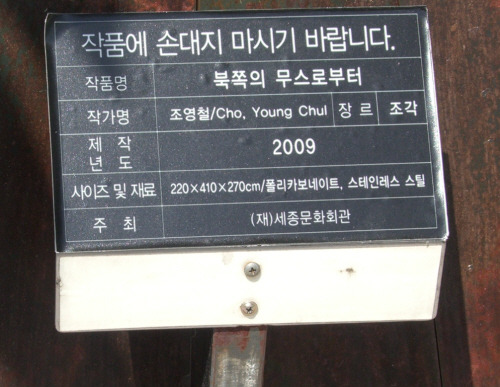 작품에 손대지 마시기 바랍니다.
작품명 북쪽의 무스로부터
작가명 조영철/Cho, Young Chul 장 르 조각
제 작 년 도 2009
사이즈 및 재료 220×410×270cm/폴리카보네이트, 스테인레스 스틸
주 최 (재)세종문화회관